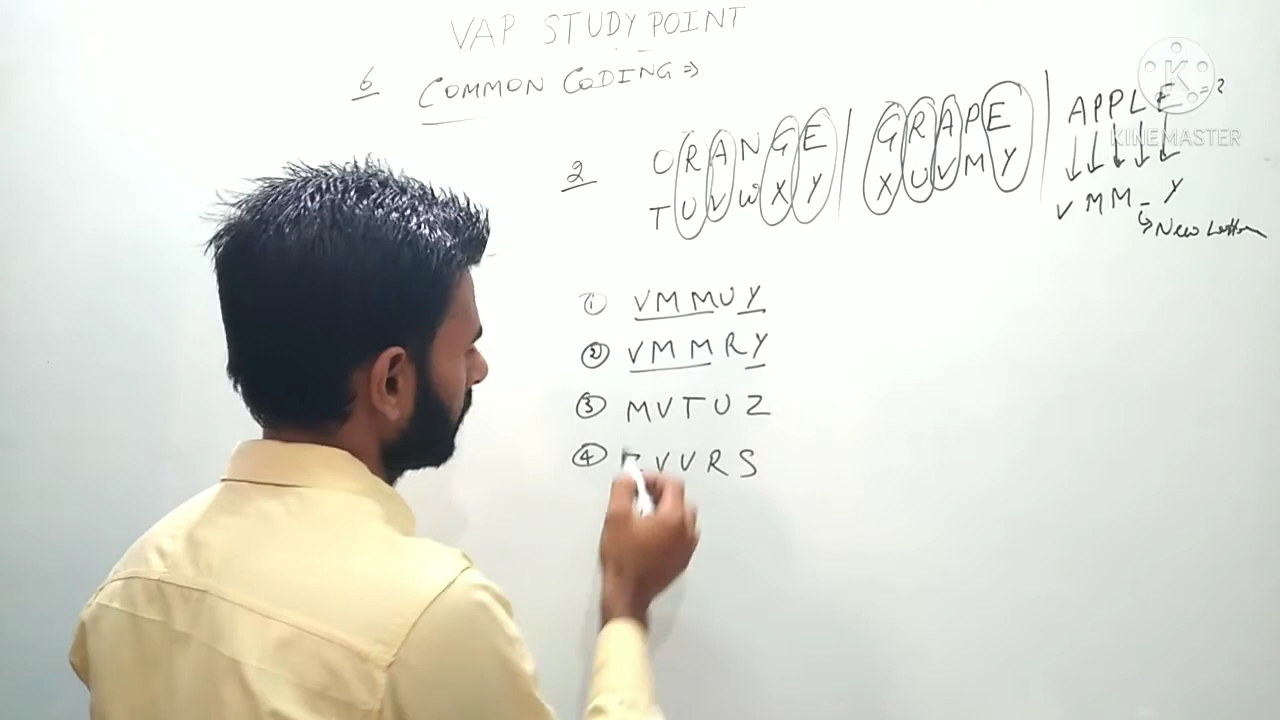 VAP STUDY POINT
6 COMMON CODING ⇒
2 ORANGE | GRAPE | APPLE = ?
TUVWXY XUVMY VMM_Y
New Letter
① VMMUY
② VMMRY
③ MVTUZ
④ VVRS
K
KINEMASTER